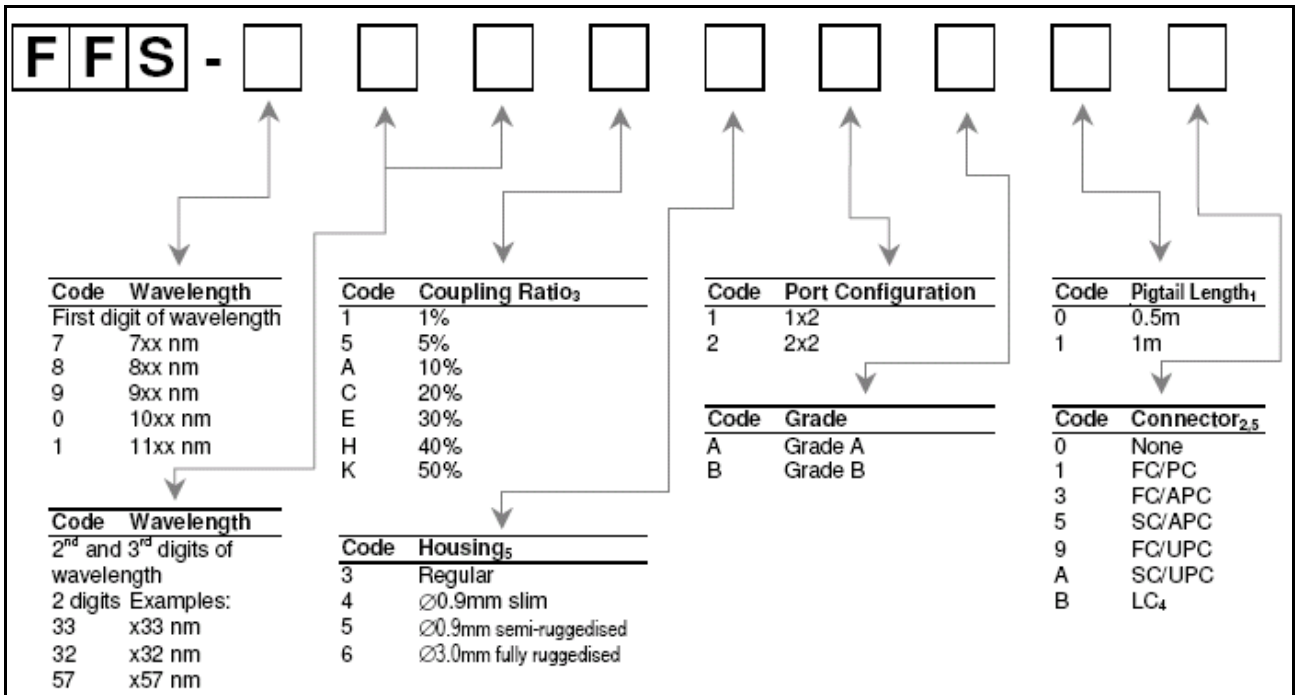 FFS -
Code Wavelength
First digit of wavelength
7 7xx nm
8 8xx nm
9 9xx nm
0 10xx nm
1 11xx nm
Code Wavelength
2nd and 3rd digits of
wavelength
2 digits Examples:
33 x33 nm
32 x32 nm
57 x57 nm
Code Coupling Ratio3
1 1%
5 5%
A 10%
C 20%
E 30%
H 40%
K 50%
Code Housing5
3 Regular
4 ∅0.9mm slim
5 ∅0.9mm semi-ruggedised
6 ∅3.0mm fully ruggedised
Code Port Configuration
1 1x2
2 2x2
Code Grade
A Grade A
B Grade B
Code Pigtail Length1
0 0.5m
1 1m
Code Connector2,5
0 None
1 FC/PC
3 FC/APC
5 SC/APC
9 FC/UPC
A SC/UPC
B LC4